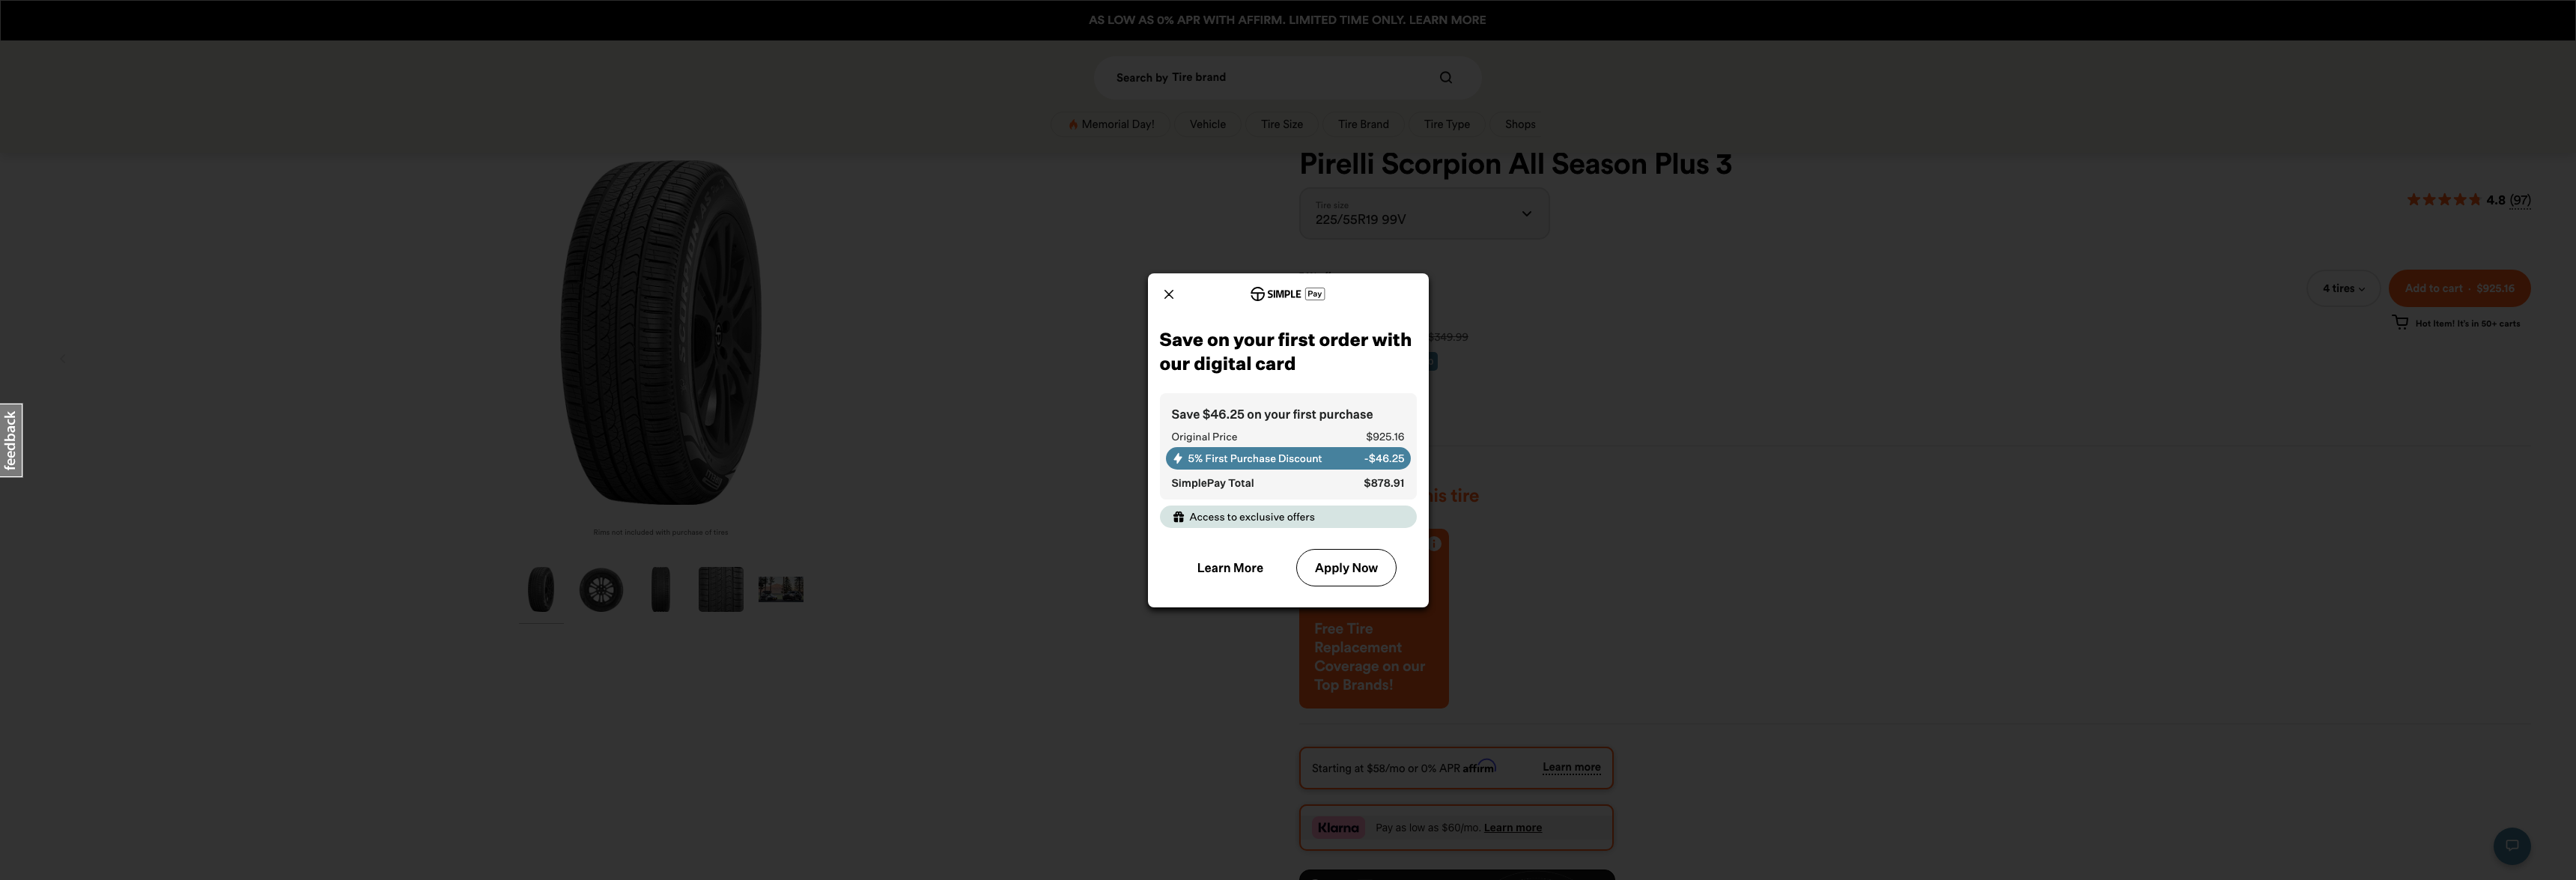 AS LOW AS 0% APR WITH AFFIRM. LIMITED TIME ONLY. LEARN MORE
Search by Tire brand
Memorial Day!
Vehicle
Tire Size
Tire Brand
Tire Type
Shops
Pirelli Scorpion All Season Plus 3
Tire size
225/55R19 99V
4.8 (97)
4 tires
Add to cart · $925.16
Hot Item! It's in 50+ carts
$349.99
SCORPION
Rims not included with purchase of tires
feedback
SIMPLE Pay
Save on your first order with
our digital card
Save $46.25 on your first purchase
Original Price $925.16
5% First Purchase Discount -$46.25
SimplePay Total $878.91
Access to exclusive offers
Learn More
Apply Now
tire
Free Tire
Replacement
Coverage on our
Top Brands!
Starting at $58/mo or 0% APR affirm Learn more
Klarna Pay as low as $60/mo. Learn more